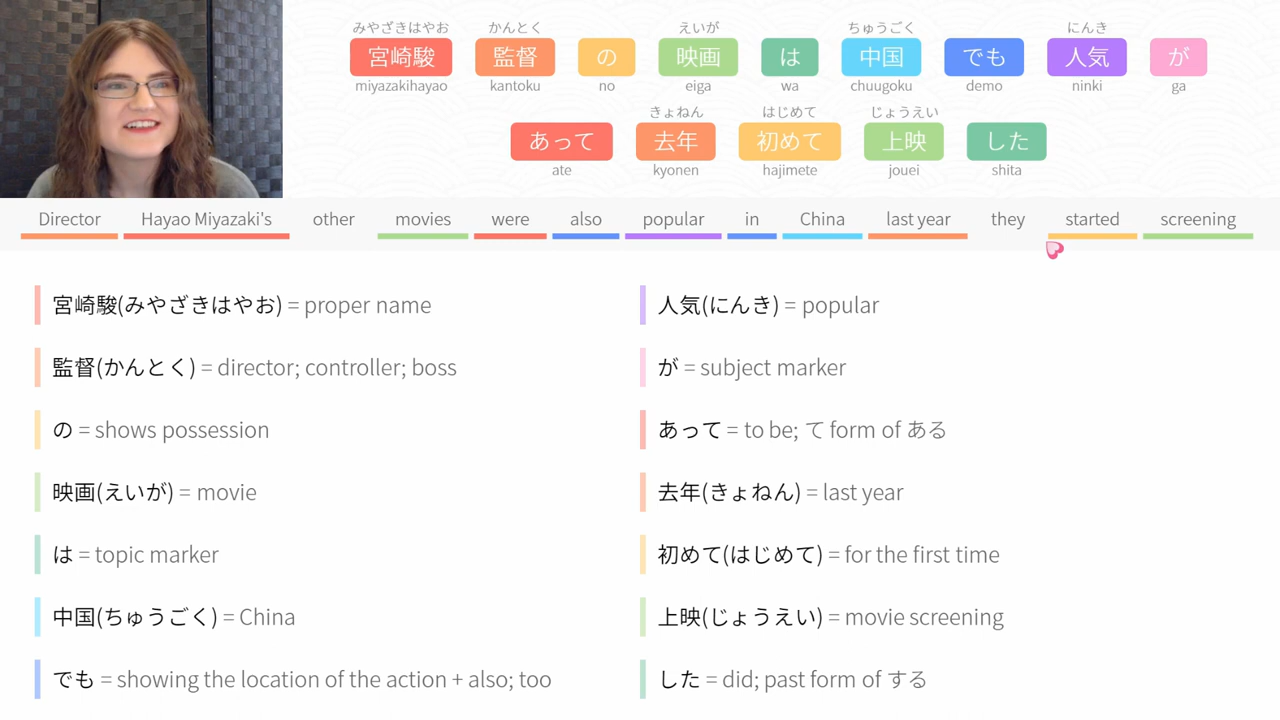 みやざきはやお かんとく えいが ちゅうごく にんき
宮崎駿 監督 の 映画 は 中国 でも 人気 が
miyazakihayao kantoku no eiga wa chuugoku demo ninki ga
きょねん はじめて じょうえい
あって 去年 初めて 上映 した
ate kyonen hajimete jouei shita
Director Hayao Miyazaki's other movies were also popular in China last year they started screening
宮崎駿(みやざきはやお) = proper name
監督(かんとく) = director; controller; boss
の = shows possession
映画(えいが) = movie
は = topic marker
中国(ちゅうごく) = China
でも = showing the location of the action + also; too
人気(にんき) = popular
が = subject marker
あって = to be; て form of ある
去年(きょねん) = last year
初めて(はじめて) = for the first time
上映(じょうえい) = movie screening
した = did; past form of する